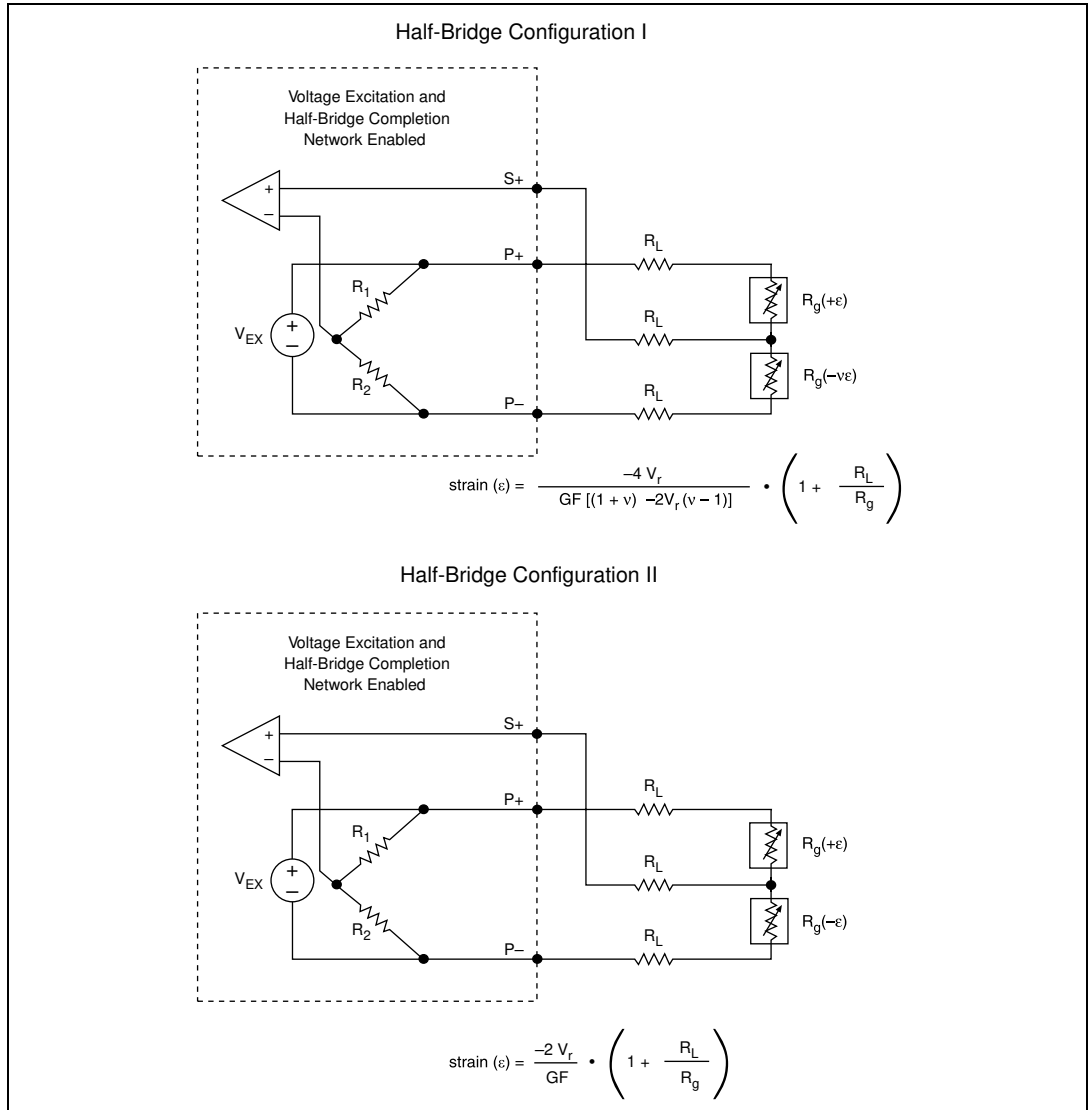 Half-Bridge Configuration I
Voltage Excitation and
Half-Bridge Completion
Network Enabled
+
–
S+
P+
R1
VEX
+
–
R2
P–
RL
RL
RL
Rg(+ε)
Rg(–νε)
strain (ε) = –4 Vr / GF [(1 + ν) –2Vr (ν – 1)] • (1 + RL / Rg)
Half-Bridge Configuration II
Voltage Excitation and
Half-Bridge Completion
Network Enabled
+
–
S+
P+
R1
VEX
+
–
R2
P–
RL
RL
RL
Rg(+ε)
Rg(–ε)
strain (ε) = –2 Vr / GF • (1 + RL / Rg)